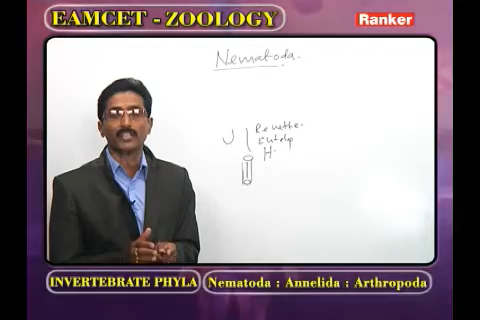 EAMCET - ZOOLOGY
Ranker
Nematoda.
H.
INVERTEBRATE PHYLA
Nematoda : Annelida : Arthropoda